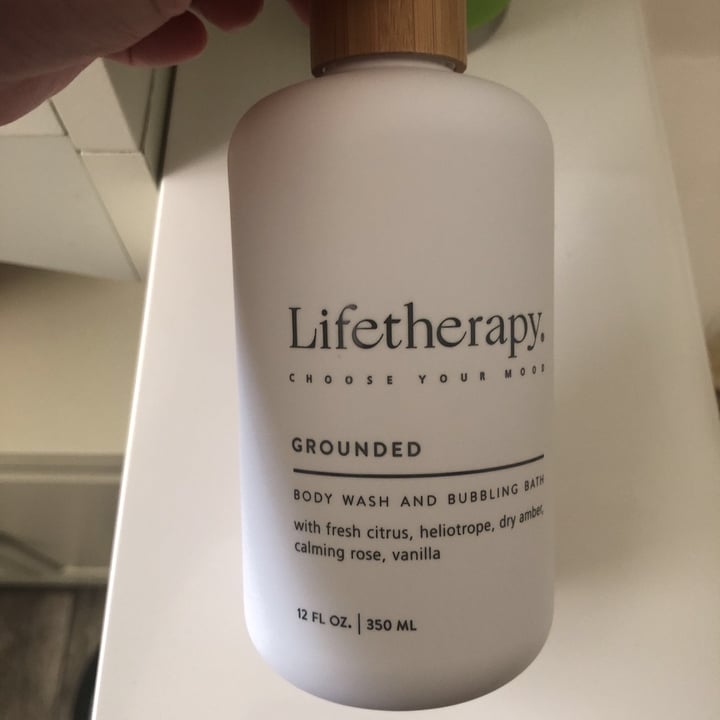 Lifetherapy.
CHOOSE YOUR MOOD
GROUNDED
BODY WASH AND BUBBLING BATH
with fresh citrus, heliotrope, dry amber,
calming rose, vanilla
12 FL OZ. | 350 ML